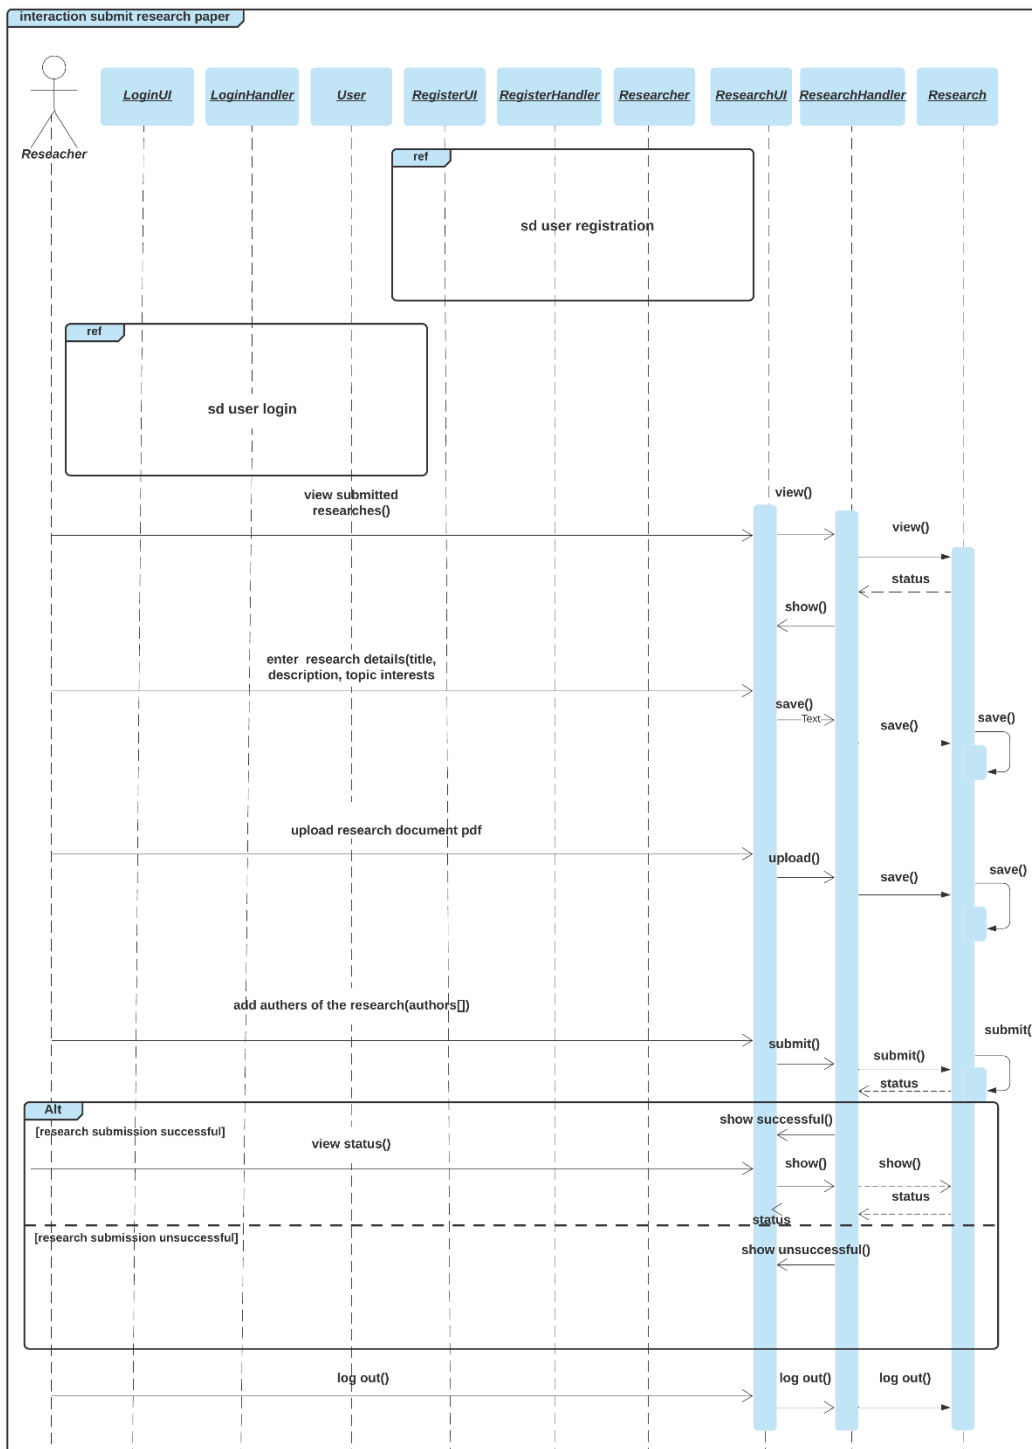 interaction submit research paper
LoginUI
LoginHandler
User
RegisterUI
RegisterHandler
Researcher
ResearchUI
ResearchHandler
Research
Reseacher
ref
sd user registration
ref
sd user login
view submitted
researches()
view()
view()
status
show()
enter research details(title,
description, topic interests
save()
Text
save()
save()
upload research document pdf
upload()
save()
save()
add authers of the research(authors[])
submit()
submit()
submit(
status
Alt
[research submission successful]
show successful()
view status()
show()
show()
status
status
[research submission unsuccessful]
show unsuccessful()
log out()
log out()
log out()